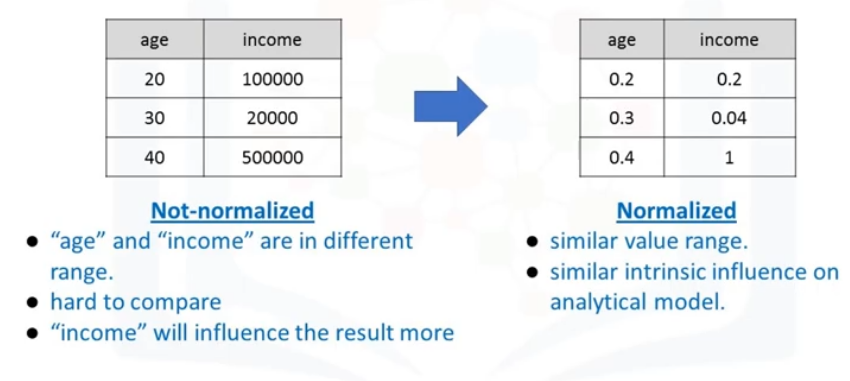 age income
20 100000
30 20000
40 500000
age income
0.2 0.2
0.3 0.04
0.4 1
Not-normalized
● “age” and “income” are in different
range.
● hard to compare
● “income” will influence the result more
Normalized
● similar value range.
● similar intrinsic influence on
analytical model.